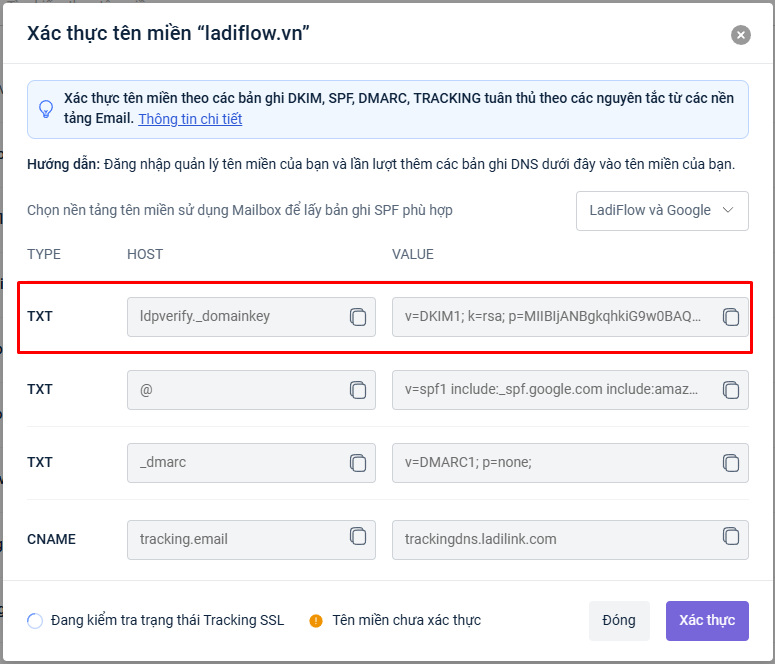 Xác thực tên miền “ladiflow.vn”
Xác thực tên miền theo các bản ghi DKIM, SPF, DMARC, TRACKING tuân thủ theo các nguyên tắc từ các nền
tảng Email. Thông tin chi tiết
Hướng dẫn: Đăng nhập quản lý tên miền của bạn và lần lượt thêm các bản ghi DNS dưới đây vào tên miền của bạn.
Chọn nền tảng tên miền sử dụng Mailbox để lấy bản ghi SPF phù hợp LadiFlow và Google
TYPE HOST VALUE
TXT ldpverify._domainkey v=DKIM1; k=rsa; p=MIIBIjANBgkqhkiG9w0BAQ...
TXT @ v=spf1 include:_spf.google.com include:amaz...
TXT _dmarc v=DMARC1; p=none;
CNAME tracking.email trackingdns.ladilink.com
Đang kiểm tra trạng thái Tracking SSL Tên miền chưa xác thực Đóng Xác thực